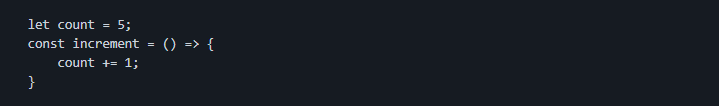 let count = 5;
const increment = () => {
    count += 1;
}